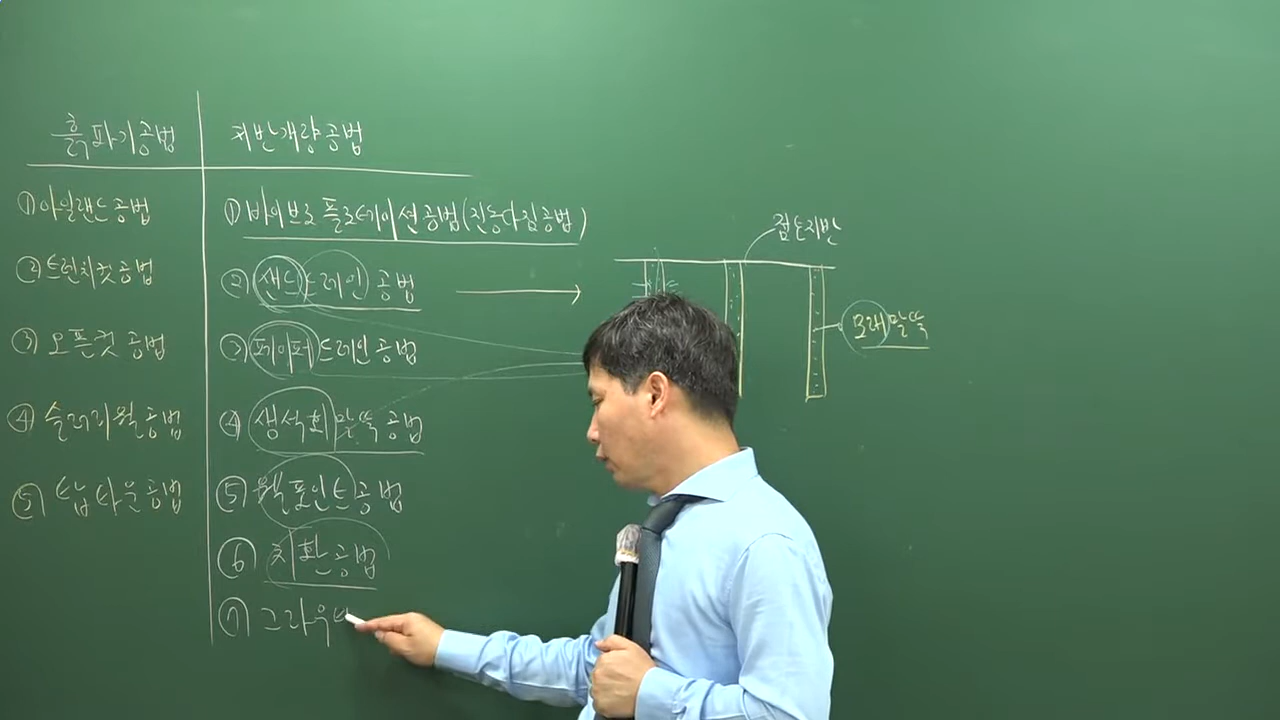 흙파기공법
① 아일랜드공법
② 트렌치컷공법
③ 오픈컷 공법
④ 슬러리월공법
⑤ 탑다운공법
지반개량공법
① 바이브로 플로테이션공법(진동다짐공법)
② 샌드드레인 공법
③ 페이퍼드레인공법
④ 생석회말뚝공법
⑤ 웰포인트공법
⑥ 치환공법
⑦ 그라우
점토지반
모래말뚝